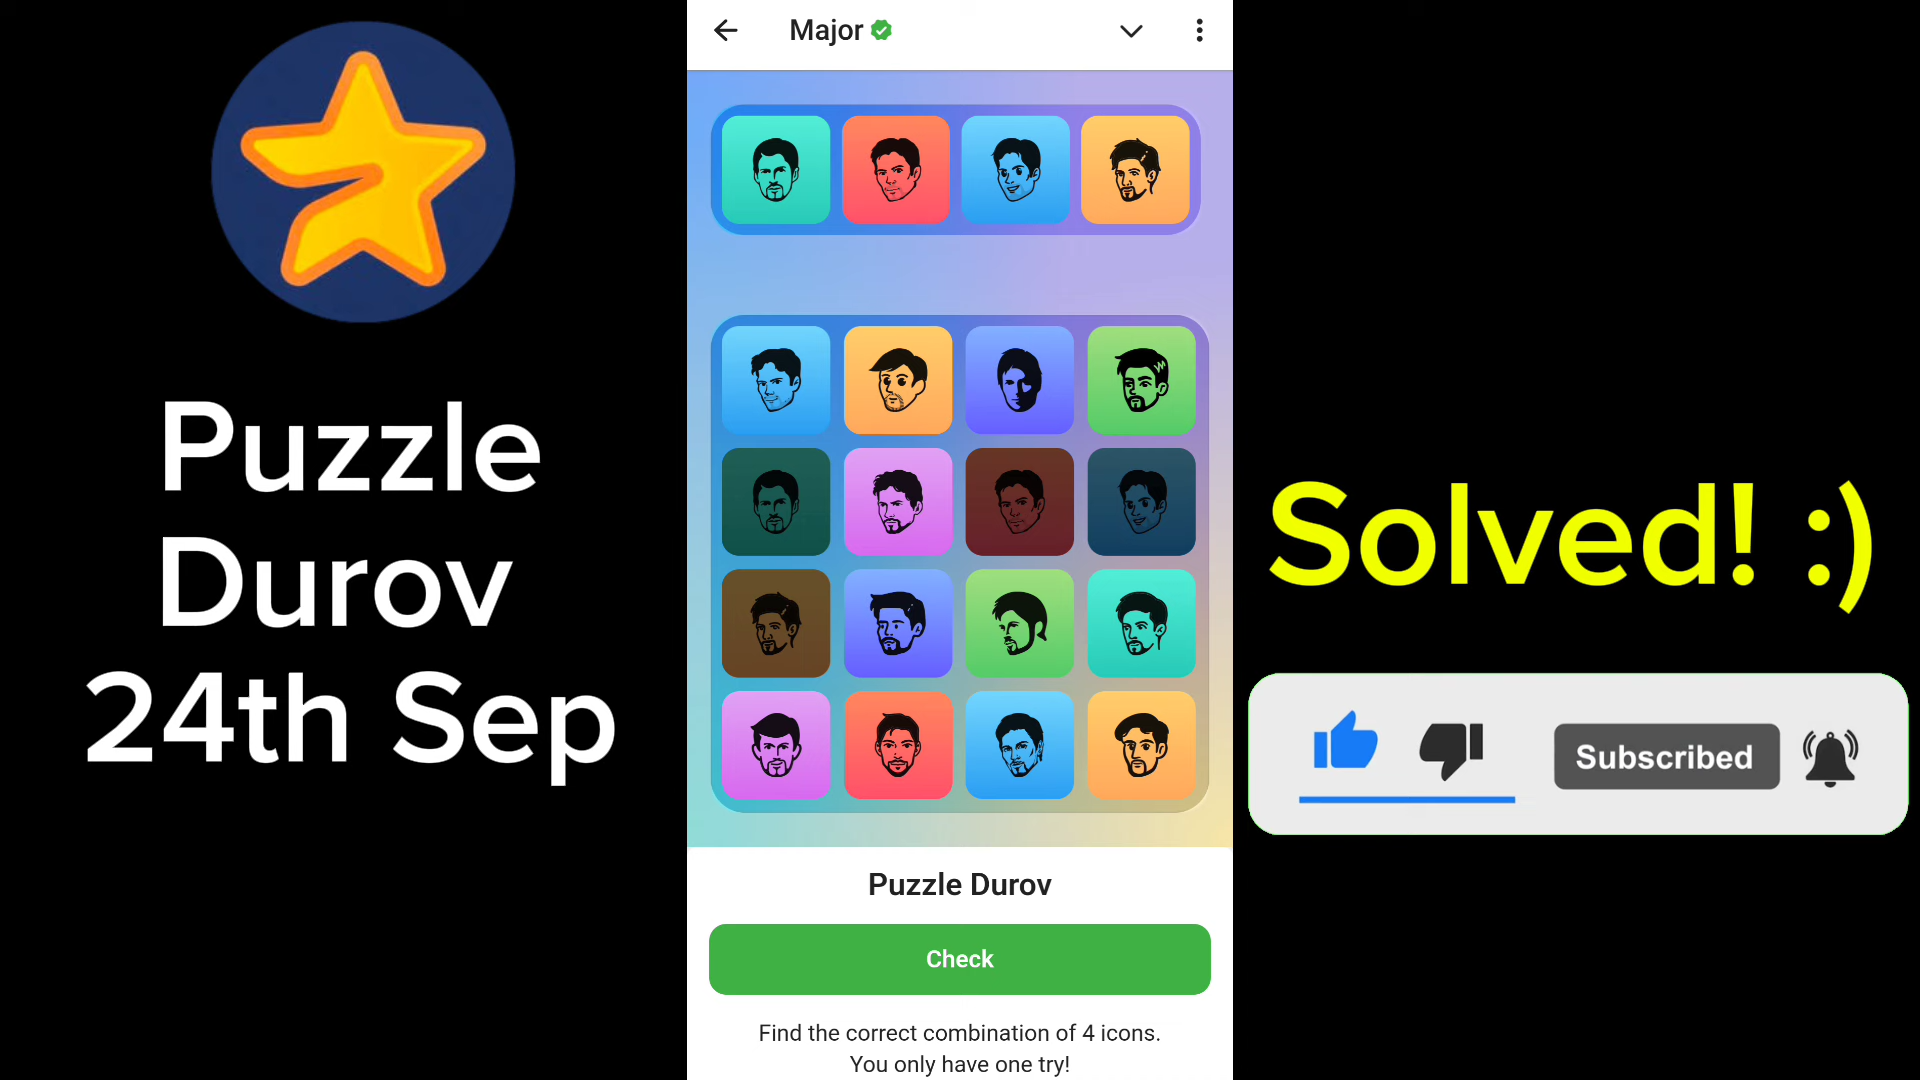 Puzzle
Durov
24th Sep
Major
Puzzle Durov
Check
Find the correct combination of 4 icons.
You only have one try!
Solved! :)
Subscribed